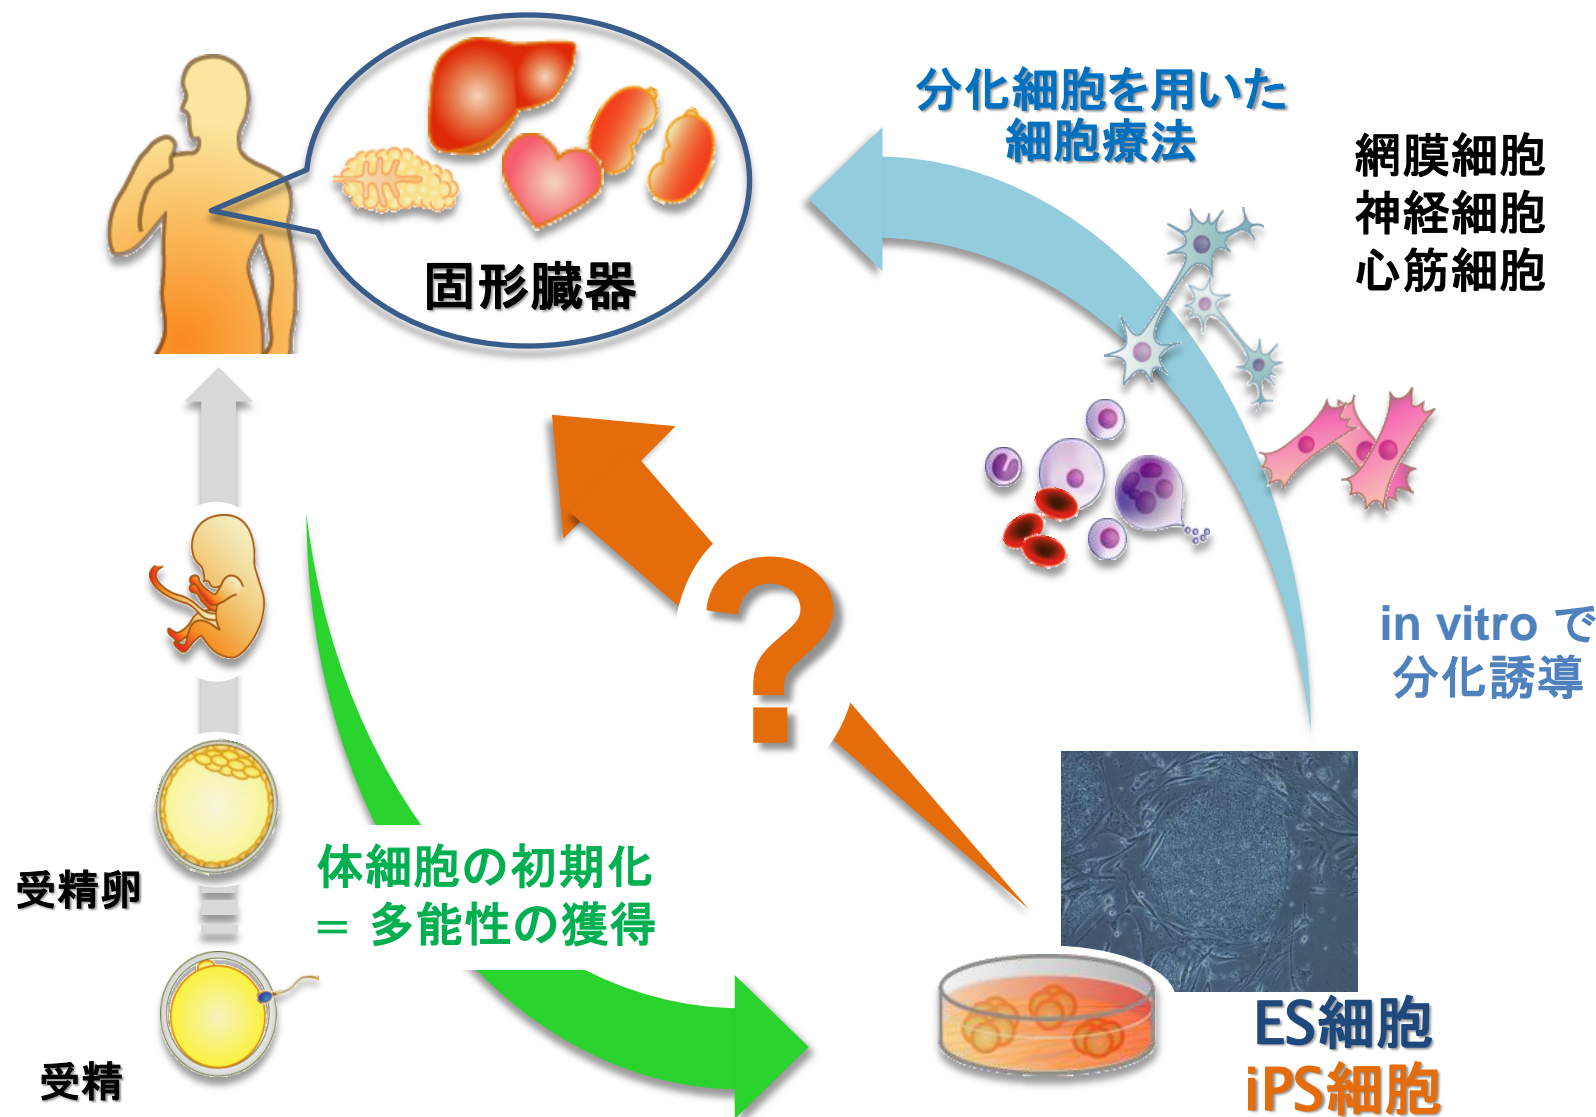 分化細胞を用いた
細胞療法
網膜細胞
神経細胞
心筋細胞
固形臓器
?
in vitro で
分化誘導
体細胞の初期化
= 多能性の獲得
受精卵
受精
ES細胞
iPS細胞